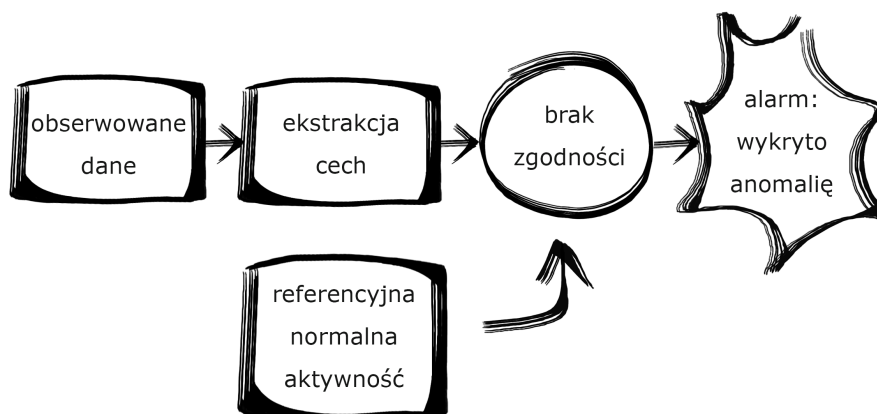 obserwowane
dane
ekstrakcja
cech
brak
zgodności
alarm:
wykryto
anomalię
referencyjna
normalna
aktywność